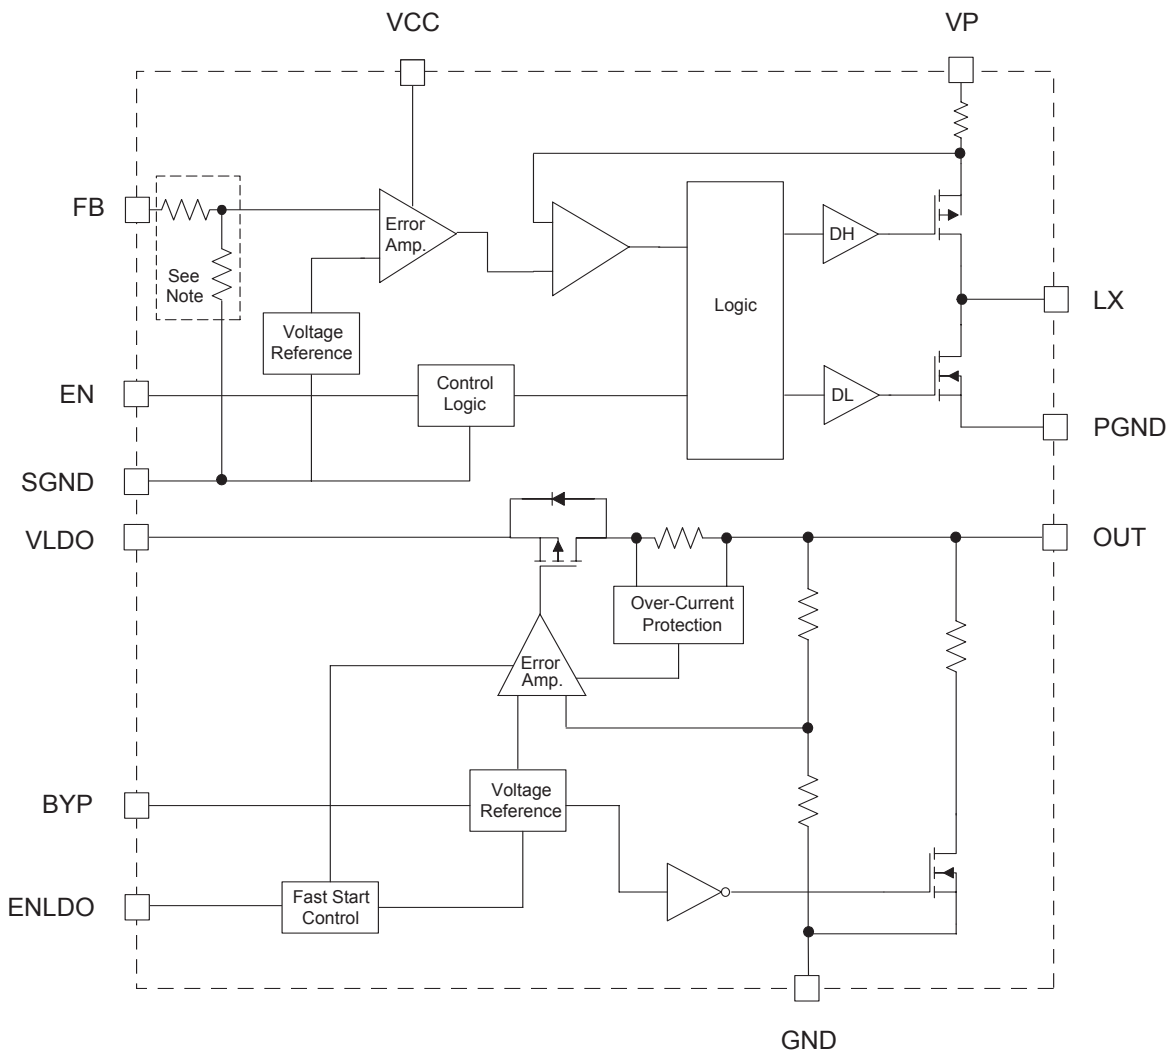 VCC
VP
FB
Error
Amp.
DH
See
Note
Logic
LX
Voltage
Reference
EN
Control
Logic
DL
PGND
SGND
VLDO
OUT
Over-Current
Protection
Error
Amp.
BYP
Voltage
Reference
ENLDO
Fast Start
Control
GND